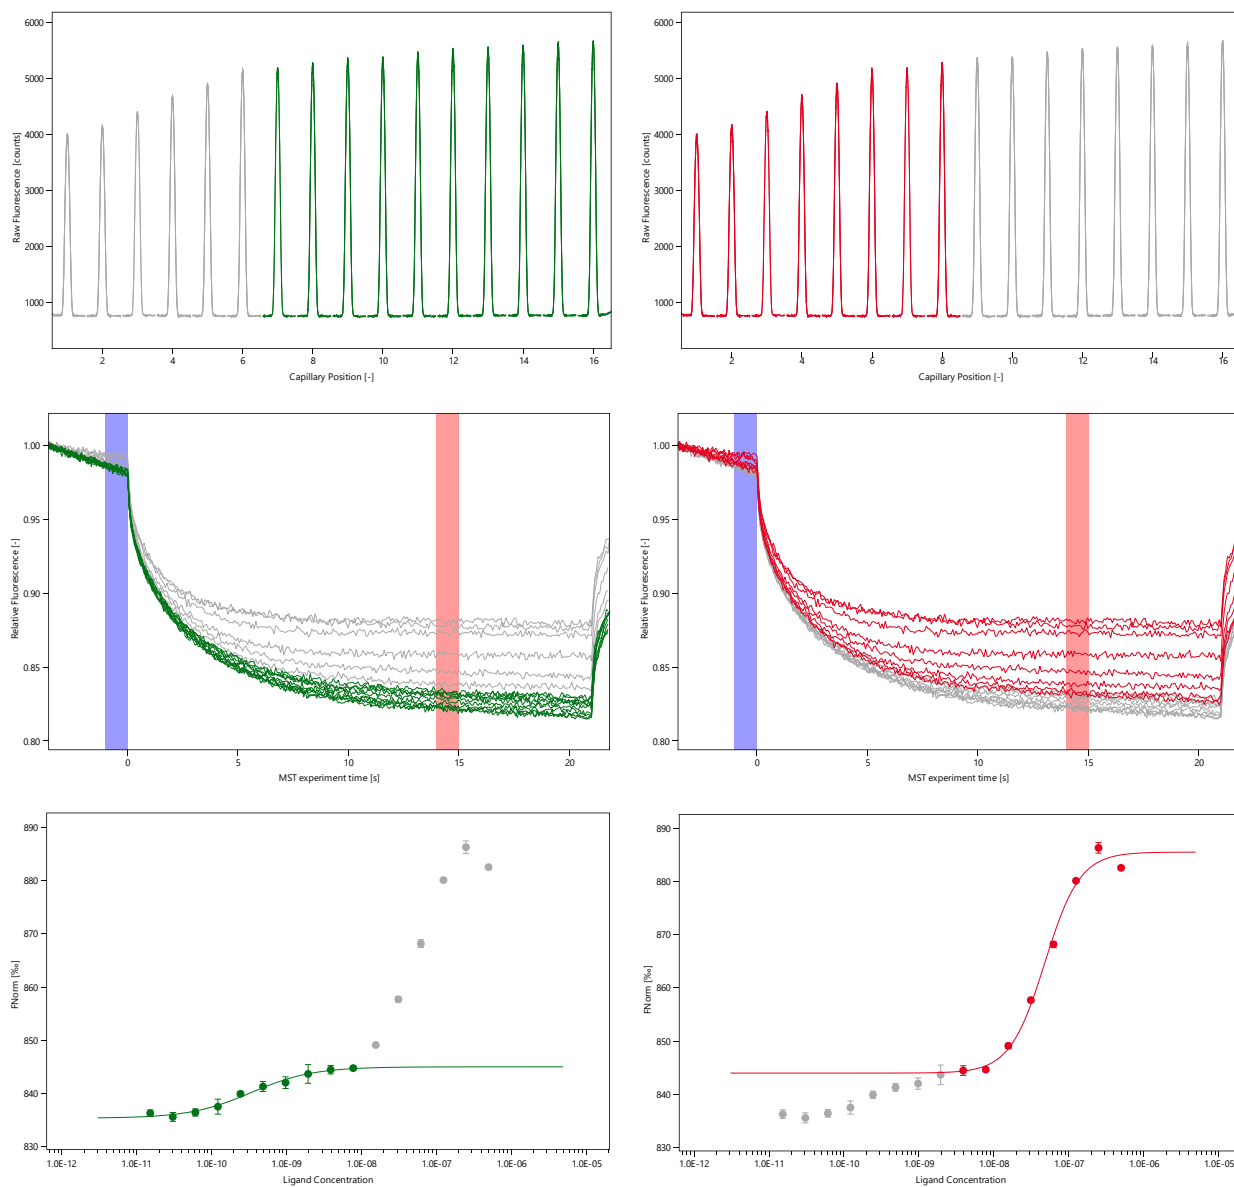 6000
5000
4000
3000
2000
1000
Raw Fluorescence [counts]
2 4 6 8 10 12 14 16
Capillary Position [-]
6000
5000
4000
3000
2000
1000
Raw Fluorescence [counts]
2 4 6 8 10 12 14 16
Capillary Position [-]
1.00
0.95
0.90
0.85
0.80
Relative Fluorescence [-]
0 5 10 15 20
MST experiment time [s]
1.00
0.95
0.90
0.85
0.80
Relative Fluorescence [-]
0 5 10 15 20
MST experiment time [s]
890
880
870
860
850
840
830
FNorm [‰]
1.0E-12 1.0E-11 1.0E-10 1.0E-09 1.0E-08 1.0E-07 1.0E-06 1.0E-05
Ligand Concentration
890
880
870
860
850
840
830
FNorm [‰]
1.0E-12 1.0E-11 1.0E-10 1.0E-09 1.0E-08 1.0E-07 1.0E-06 1.0E-05
Ligand Concentration